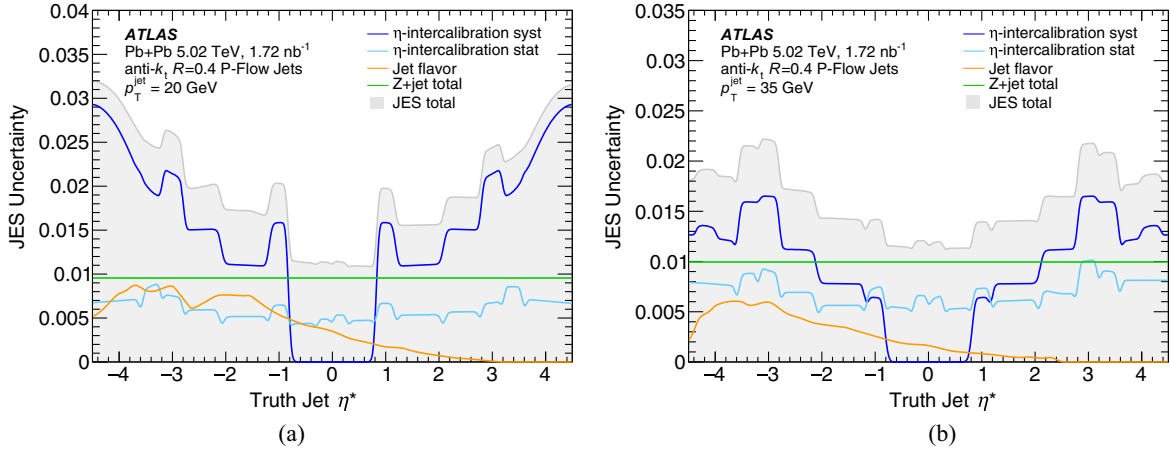 ATLAS
Pb+Pb 5.02 TeV, 1.72 nb⁻¹
anti-kₜ R=0.4 P-Flow Jets
p_T^jet = 20 GeV
η-intercalibration syst
η-intercalibration stat
Jet flavor
Z+jet total
JES total
JES Uncertainty
0.04
0.035
0.03
0.025
0.02
0.015
0.01
0.005
0
−4 −3 −2 −1 0 1 2 3 4
Truth Jet η*
(a)
ATLAS
Pb+Pb 5.02 TeV, 1.72 nb⁻¹
anti-kₜ R=0.4 P-Flow Jets
p_T^jet = 35 GeV
η-intercalibration syst
η-intercalibration stat
Jet flavor
Z+jet total
JES total
JES Uncertainty
0.035
0.03
0.025
0.02
0.015
0.01
0.005
0
−4 −3 −2 −1 0 1 2 3 4
Truth Jet η*
(b)